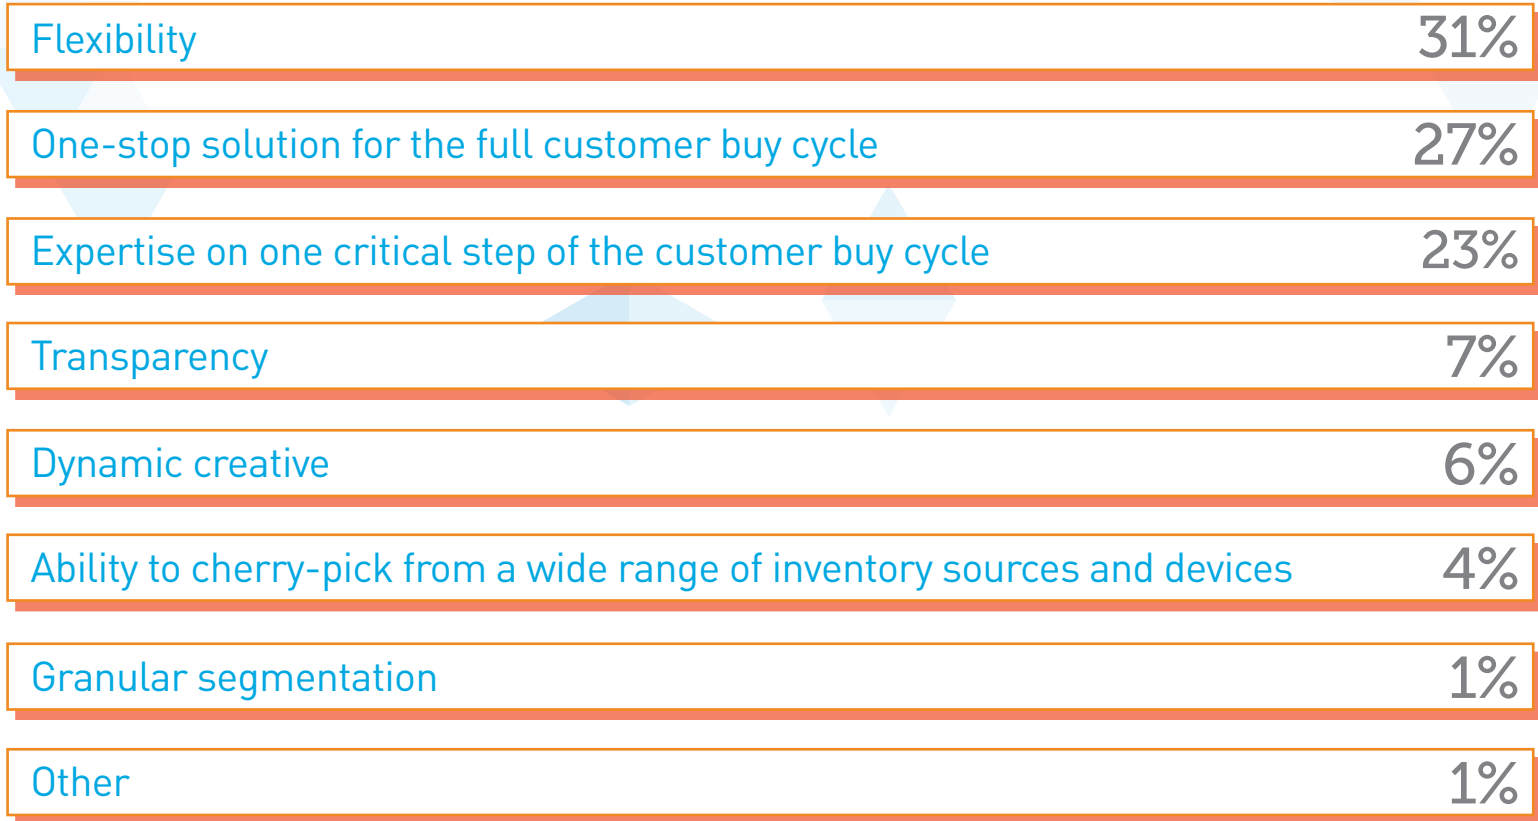 Flexibility 31%
One-stop solution for the full customer buy cycle 27%
Expertise on one critical step of the customer buy cycle 23%
Transparency 7%
Dynamic creative 6%
Ability to cherry-pick from a wide range of inventory sources and devices 4%
Granular segmentation 1%
Other 1%